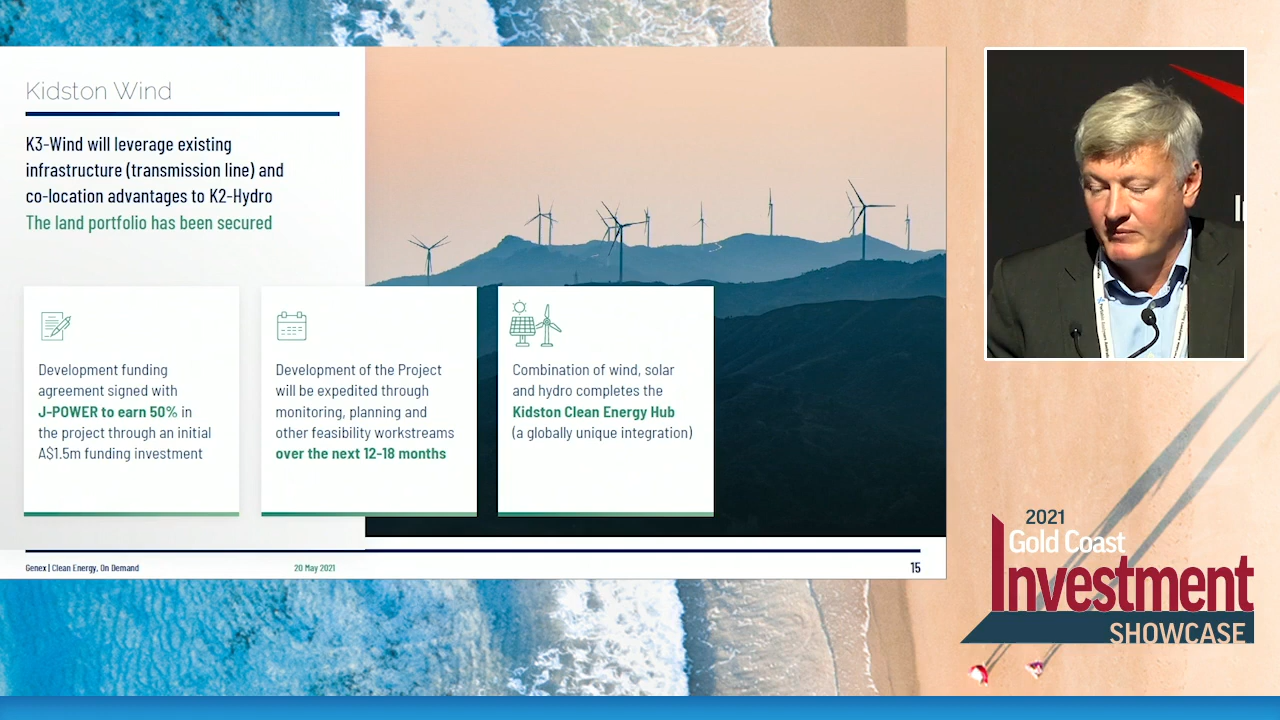 Kidston Wind
K3-Wind will leverage existing
infrastructure (transmission line) and
co-location advantages to K2-Hydro
The land portfolio has been secured
Development funding
agreement signed with
J-POWER to earn 50% in
the project through an initial
A$1.5m funding investment
Development of the Project
will be expedited through
monitoring, planning and
other feasibility workstreams
over the next 12-18 months
Combination of wind, solar
and hydro completes the
Kidston Clean Energy Hub
(a globally unique integration)
Genex | Clean Energy, On Demand
20 May 2021
15
2021
Gold Coast
Investment
SHOWCASE